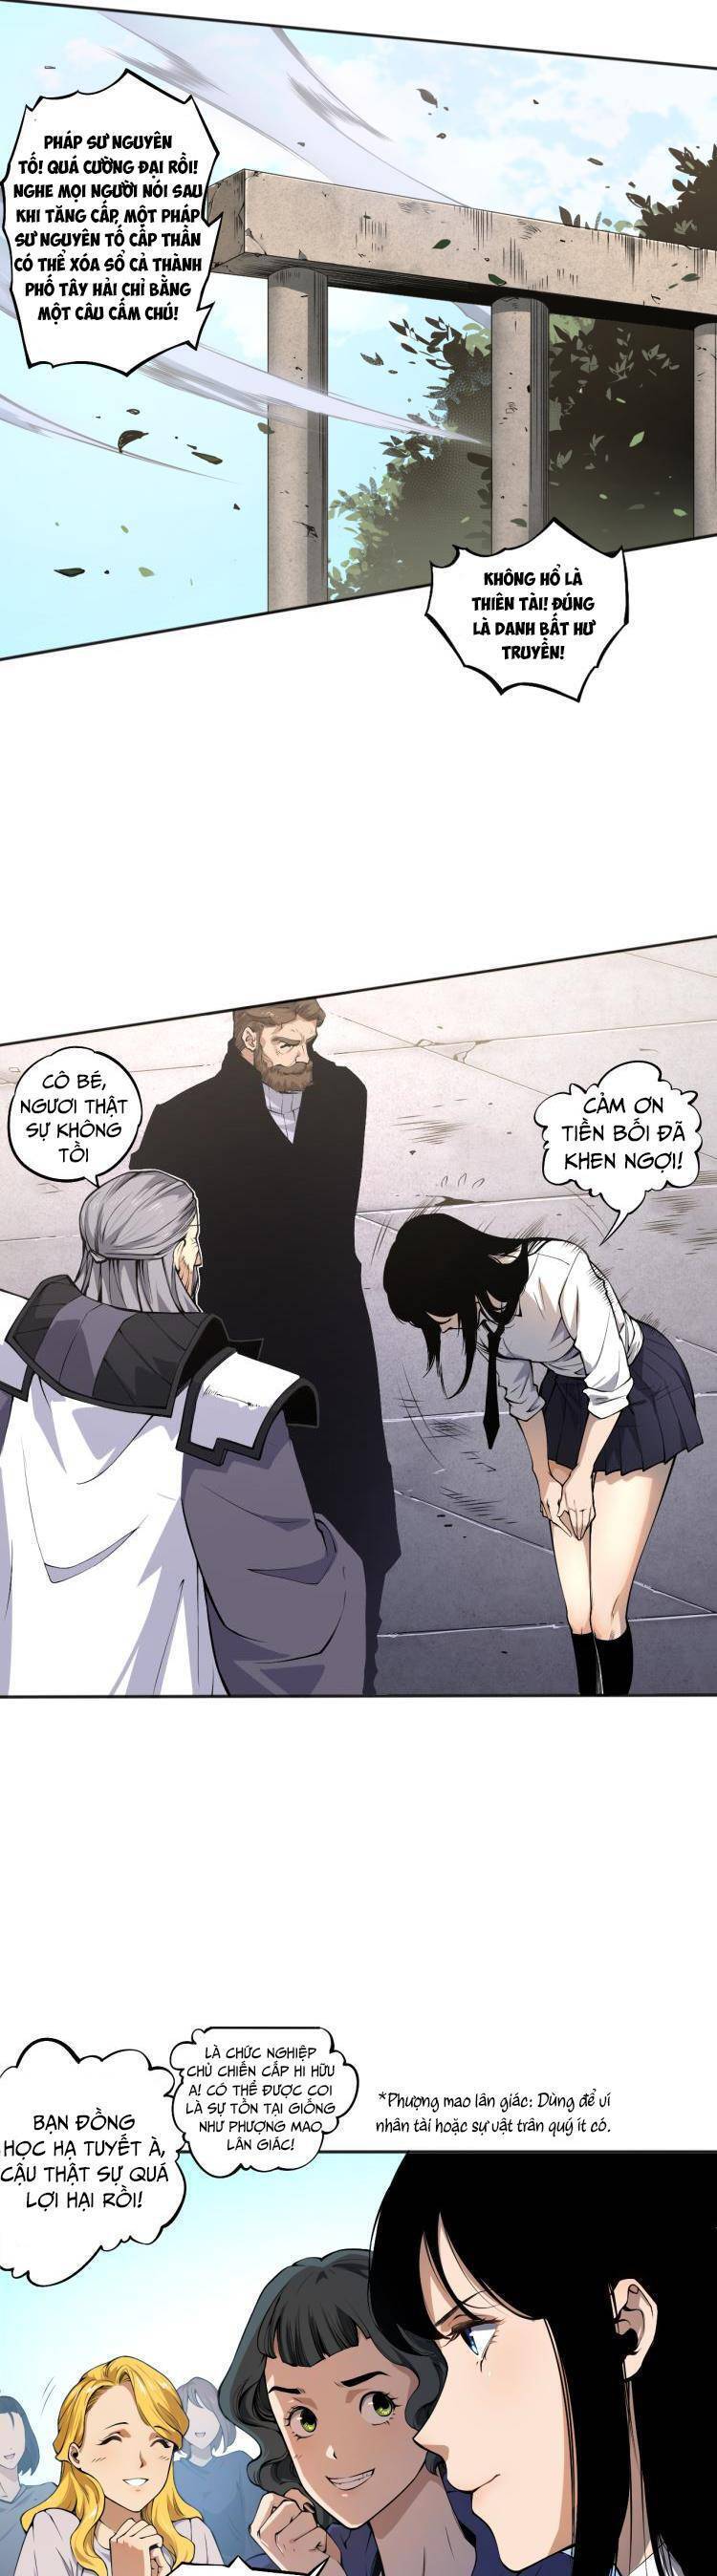 PHÁP SƯ NGUYÊN
TỐ! QUÁ CƯỜNG ĐẠI RỒI!
NGHE MỌI NGƯỜI NÓI SAU
KHI TĂNG CẤP, MỘT PHÁP
SƯ NGUYÊN TỐ CẤP THẦN
CÓ THỂ XÓA SỔ CẢ THÀNH
PHỐ TÂY HẢI CHỈ BẰNG
MỘT CÂU CẤM CHÚ!
KHÔNG HỔ LÀ
THIÊN TÀI! ĐÚNG
LÀ DANH BẤT HƯ
TRUYỀN!
CÔ BÉ,
NGƯƠI THẬT
SỰ KHÔNG
TỒI
CẢM ƠN
TIỀN BỐI ĐÃ
KHEN NGỢI!
BẠN ĐỒNG
HỌC HẠ TUYẾT À,
CẬU THẬT SỰ QUÁ
LỢI HẠI RỒI!
LÀ CHỨC NGHIỆP
CHỦ CHIẾN CẤP HI HỮU
A! CÓ THỂ ĐƯỢC COI
LÀ SỰ TỒN TẠI GIỐNG
NHƯ PHƯỢNG MAO
LÂN GIÁC!
*Phượng mao lân giác: Dùng để ví
nhân tài hoặc sự vật trân quý ít có.